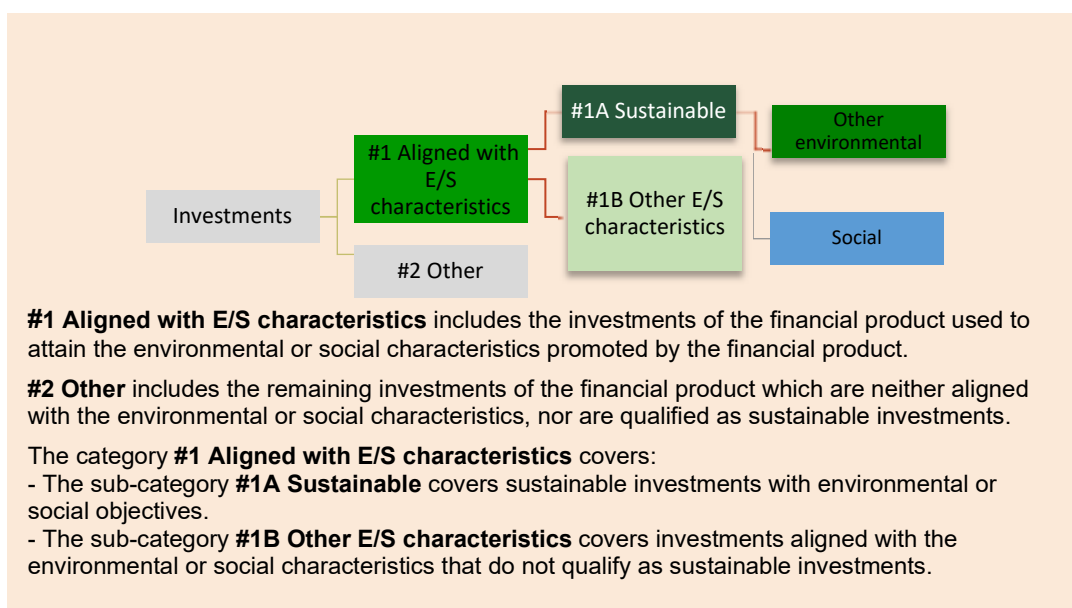 #1A Sustainable
Other
environmental
#1 Aligned with
E/S
characteristics
#1B Other E/S
characteristics
Investments
Social
#2 Other
#1 Aligned with E/S characteristics includes the investments of the financial product used to
attain the environmental or social characteristics promoted by the financial product.
#2 Other includes the remaining investments of the financial product which are neither aligned
with the environmental or social characteristics, nor are qualified as sustainable investments.
The category #1 Aligned with E/S characteristics covers:
- The sub-category #1A Sustainable covers sustainable investments with environmental or
social objectives.
- The sub-category #1B Other E/S characteristics covers investments aligned with the
environmental or social characteristics that do not qualify as sustainable investments.